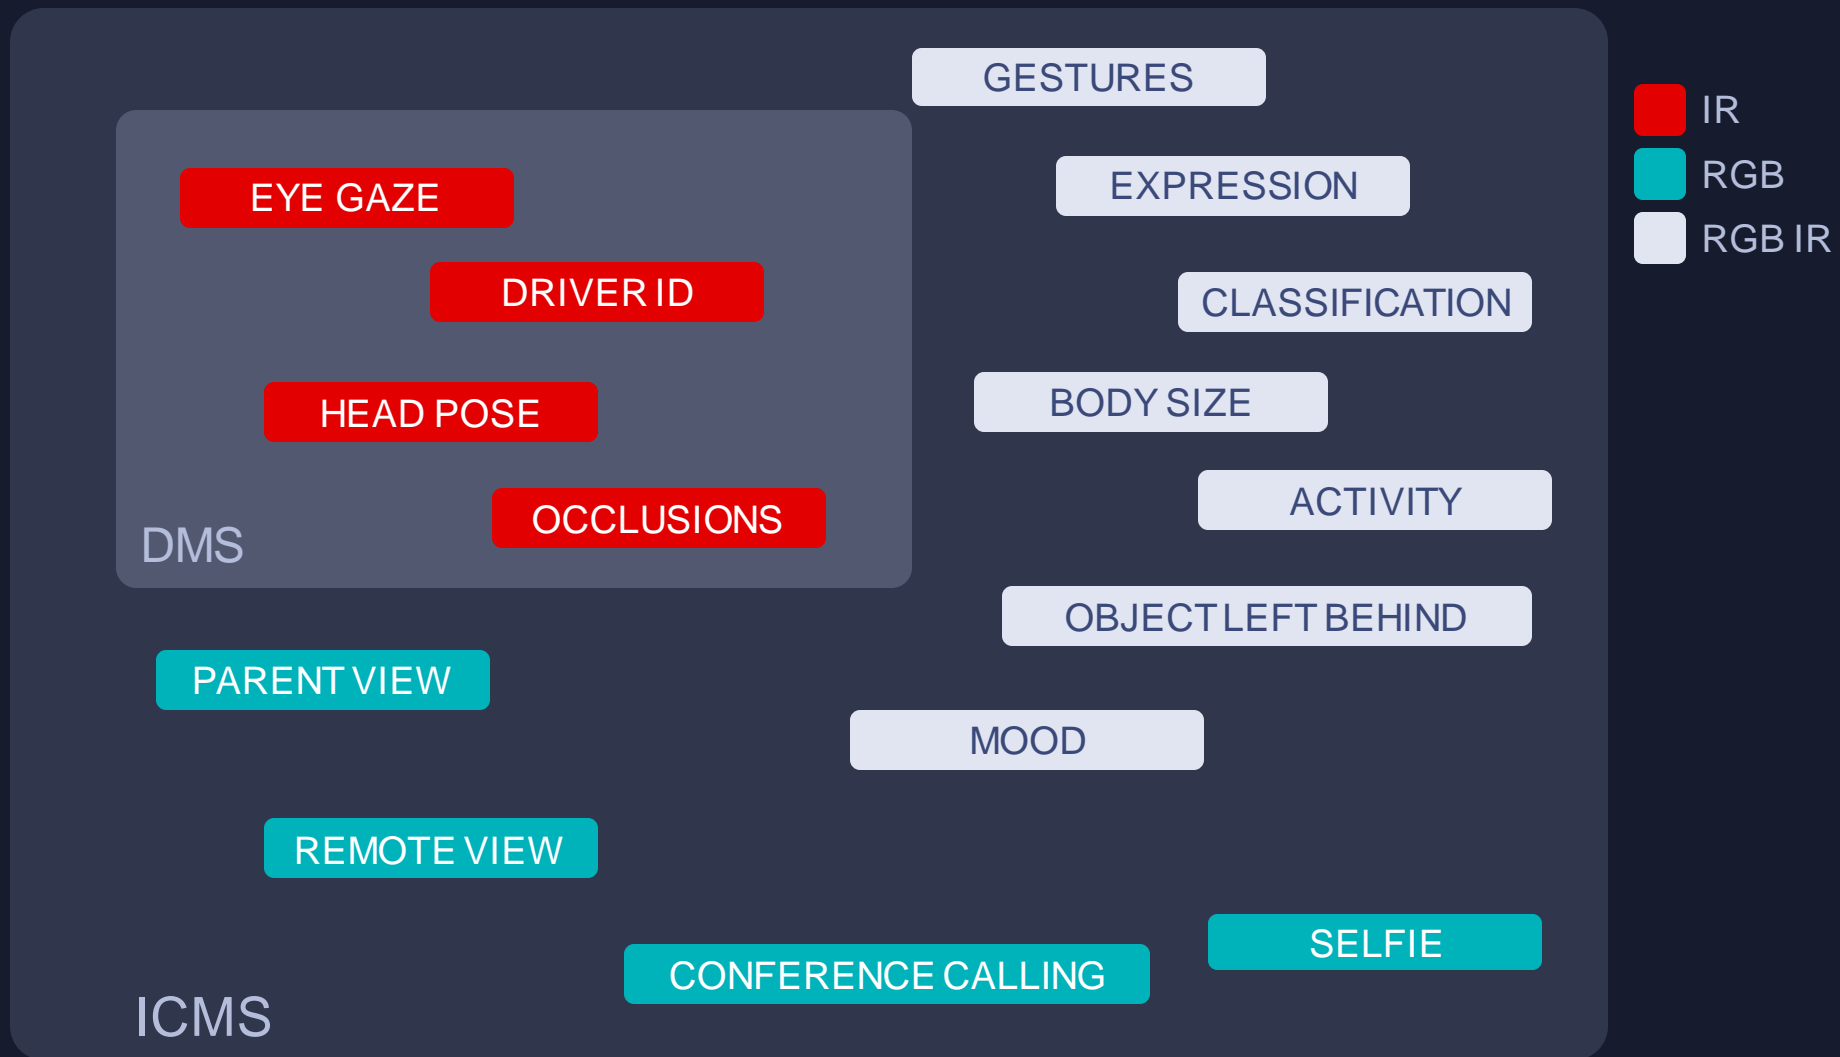 GESTURES
IR
EXPRESSION
RGB
EYE GAZE
RGB IR
DRIVER ID
CLASSIFICATION
HEAD POSE
BODY SIZE
OCCLUSIONS
ACTIVITY
DMS
OBJECT LEFT BEHIND
PARENT VIEW
MOOD
REMOTE VIEW
SELFIE
CONFERENCE CALLING
ICMS